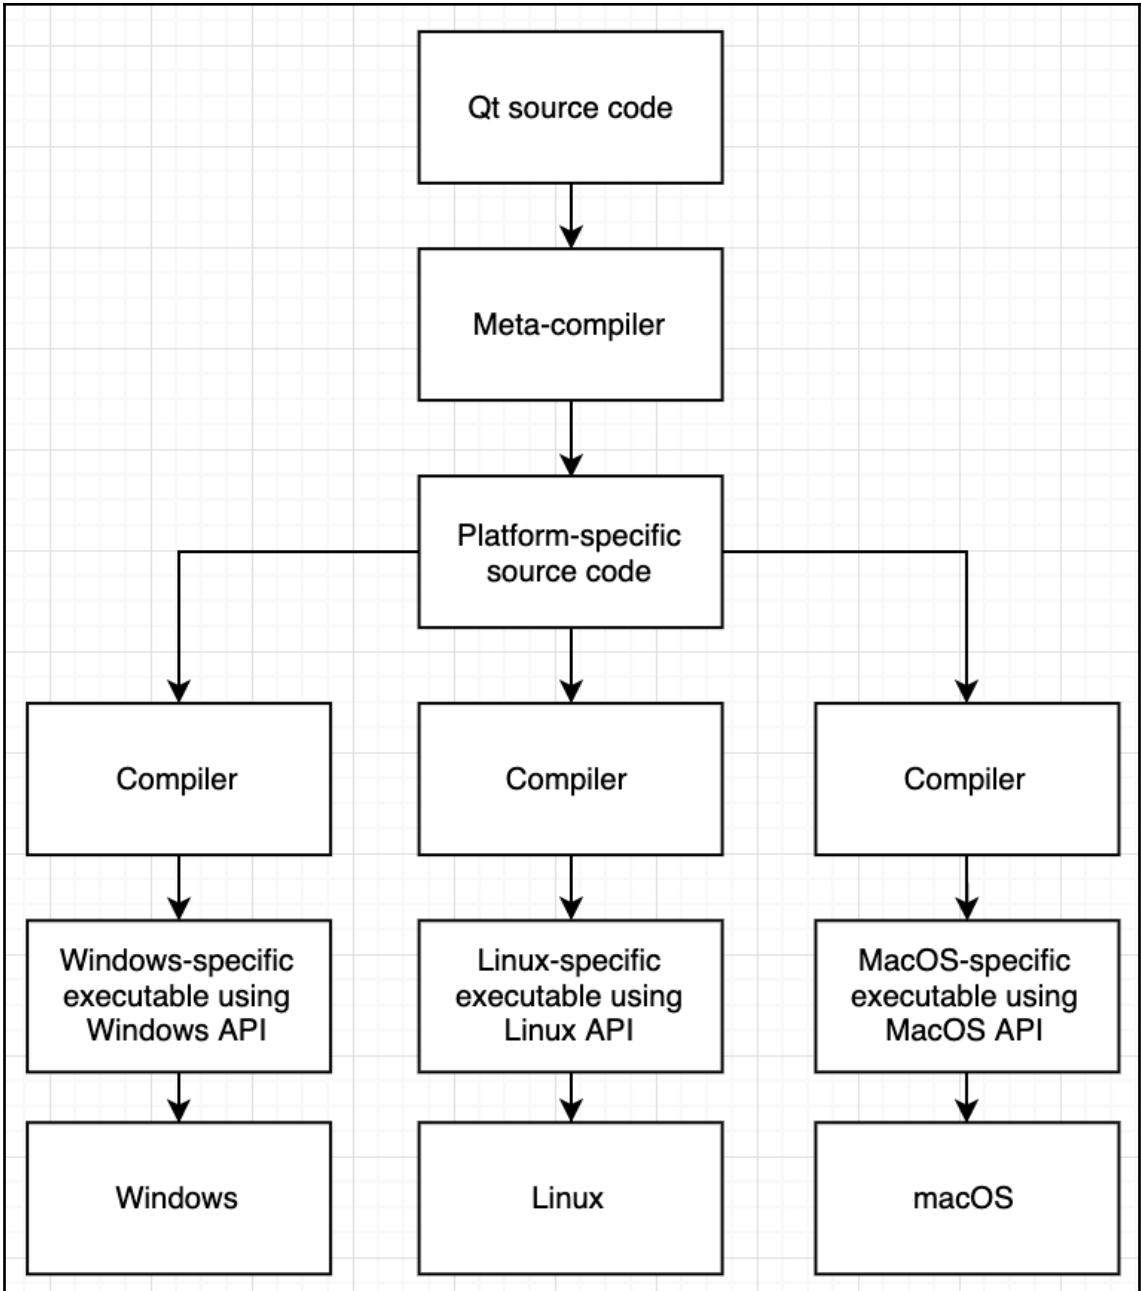 Qt source code
Meta-compiler
Platform-specific
source code
Compiler
Compiler
Compiler
Windows-specific
executable using
Windows API
Linux-specific
executable using
Linux API
MacOS-specific
executable using
MacOS API
Windows
Linux
macOS